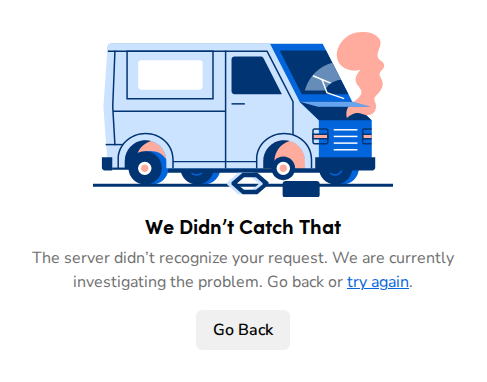 We Didn’t Catch That
The server didn’t recognize your request. We are currently
investigating the problem. Go back or try again.
Go Back